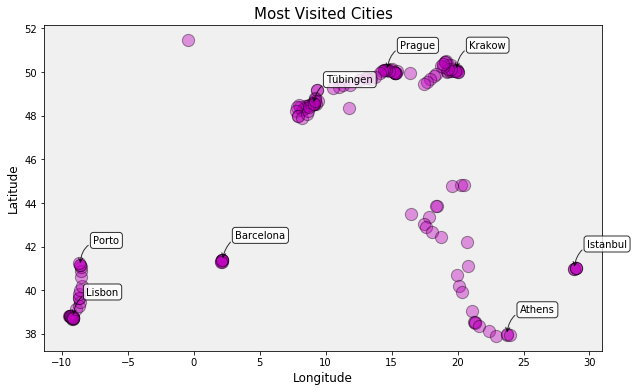 Most Visited Cities
52
50
48
46
44
42
40
38
Latitude
Prague
Krakow
Tübingen
Porto
Barcelona
Istanbul
Lisbon
Athens
−10
−5
0
5
10
15
20
25
30
Longitude